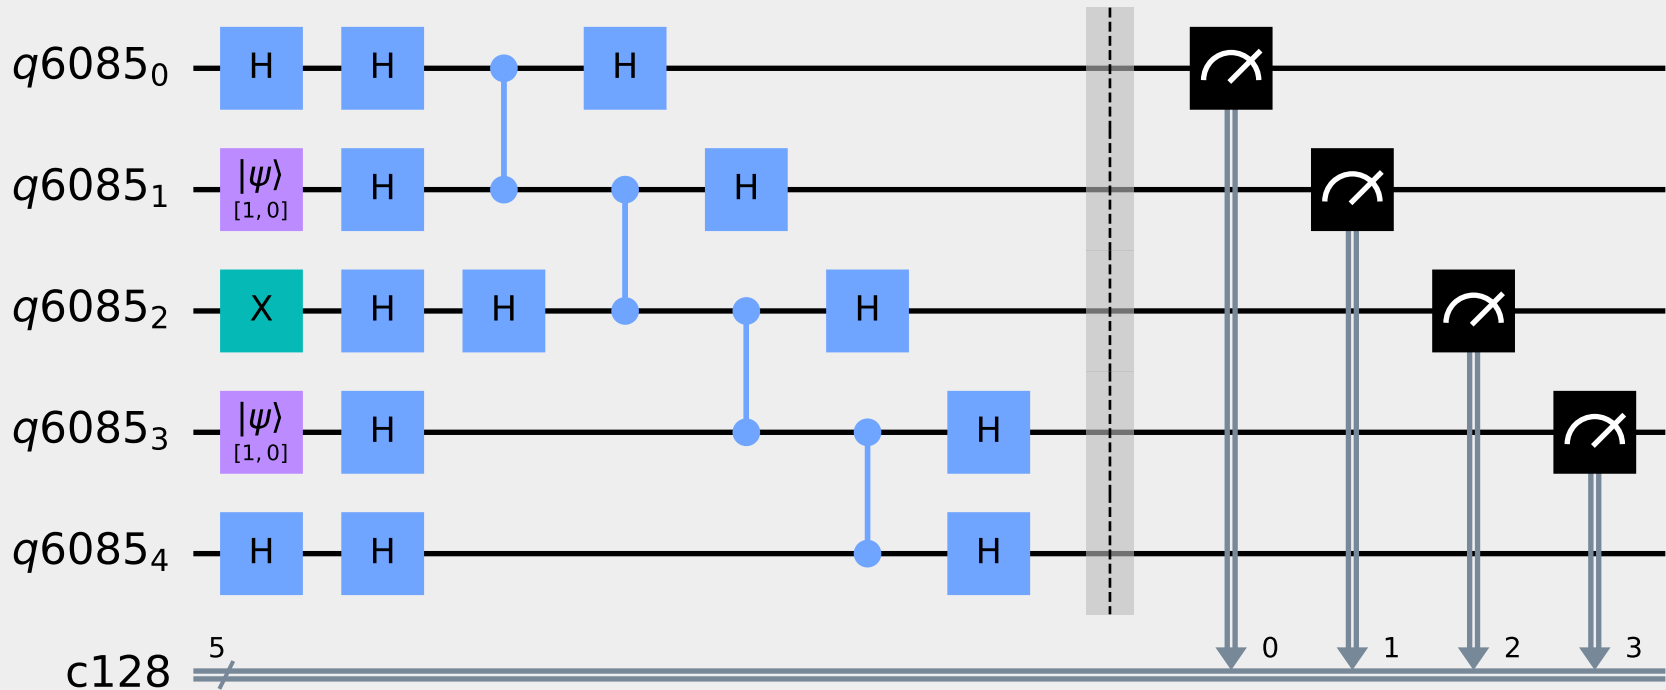 q6085₀ H H H
q6085₁ |ψ⟩ H H
[1, 0]
q6085₂ X H H H
q6085₃ |ψ⟩ H H
[1, 0]
q6085₄ H H H
5 0 1 2 3
c128